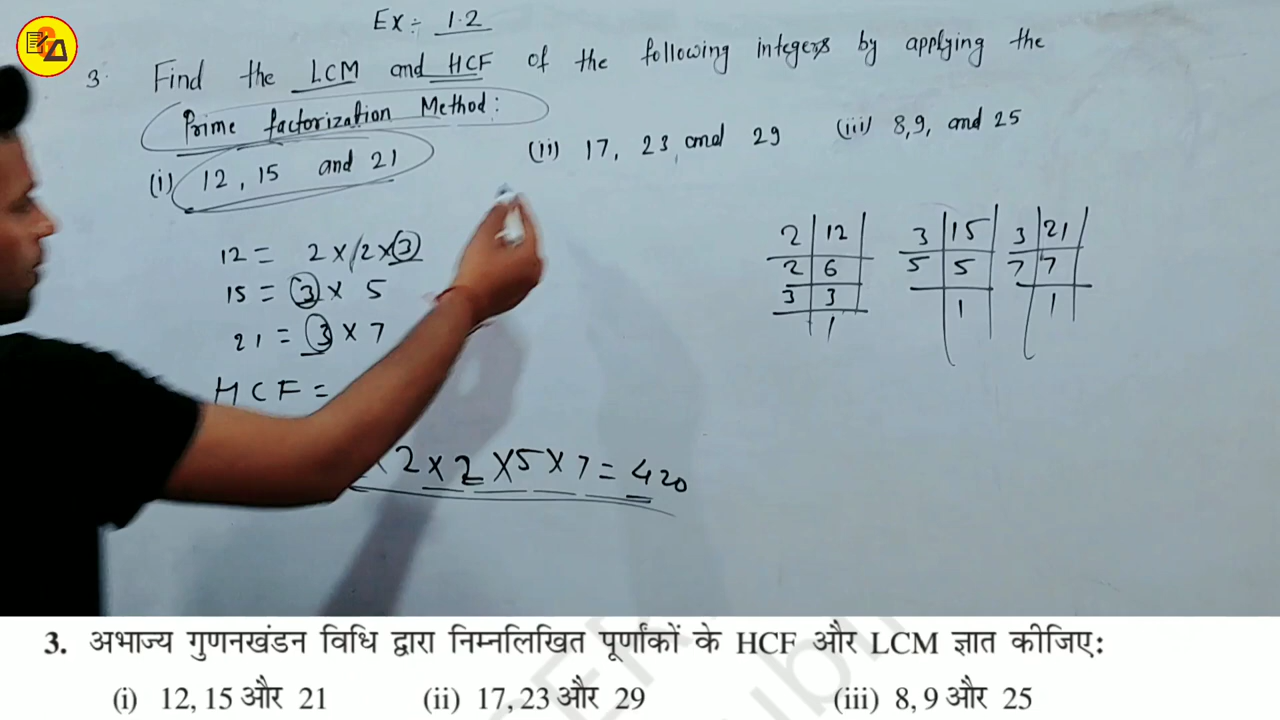 Ex÷ 1.2
3. Find the LCM and HCF of the following integers by applying the
Prime factorization Method:
(i) 12, 15 and 21 (ii) 17, 23 and 29 (iii) 8,9, and 25
12 = 2×2×3
15 = 3× 5
21 = 3 × 7
HCF =
× 2 × 2 × 5 × 7 = 420
2 12
2 6
3 3
1
3 15
5 5
1
3 21
7 7
1
3. अभाज्य गुणनखंडन विधि द्वारा निम्नलिखित पूर्णांकों के HCF और LCM ज्ञात कीजिए:
(i) 12, 15 और 21 (ii) 17, 23 और 29 (iii) 8, 9 और 25